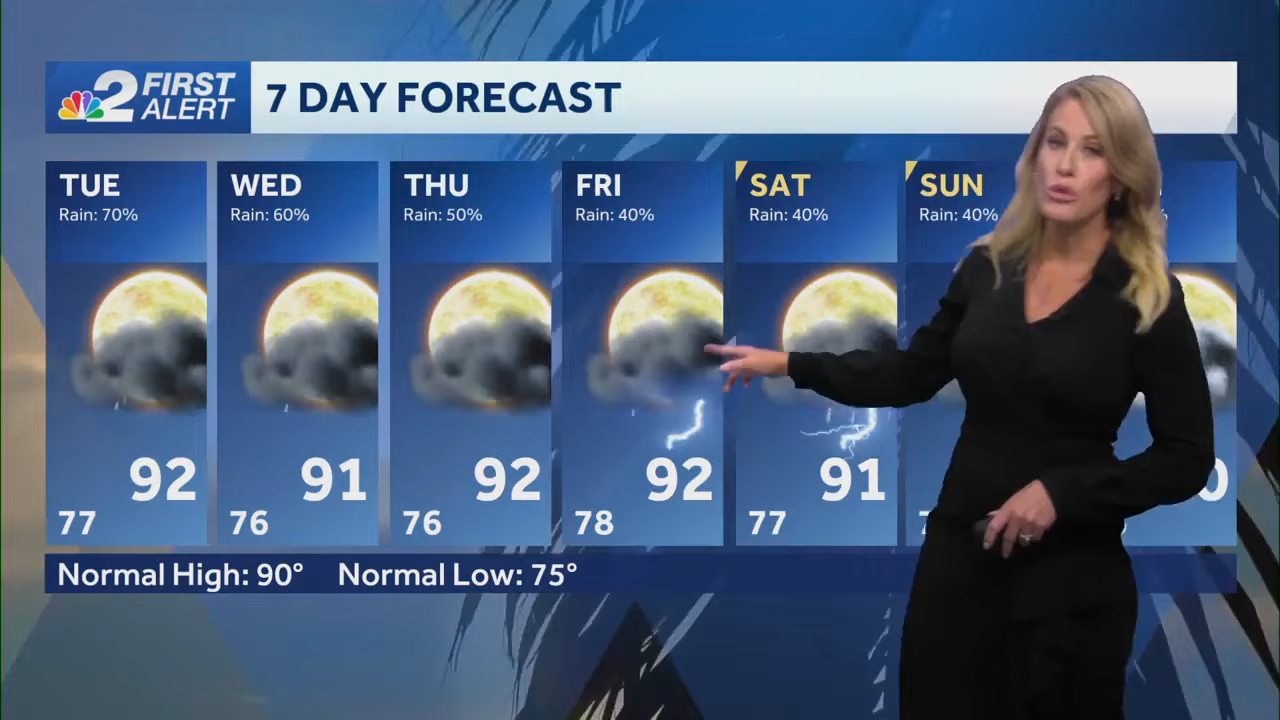 2 FIRST ALERT
7 DAY FORECAST
TUE
Rain: 70%
92
77
WED
Rain: 60%
91
76
THU
Rain: 50%
92
76
FRI
Rain: 40%
92
78
SAT
Rain: 40%
91
77
SUN
Rain: 40%
Normal High: 90° Normal Low: 75°